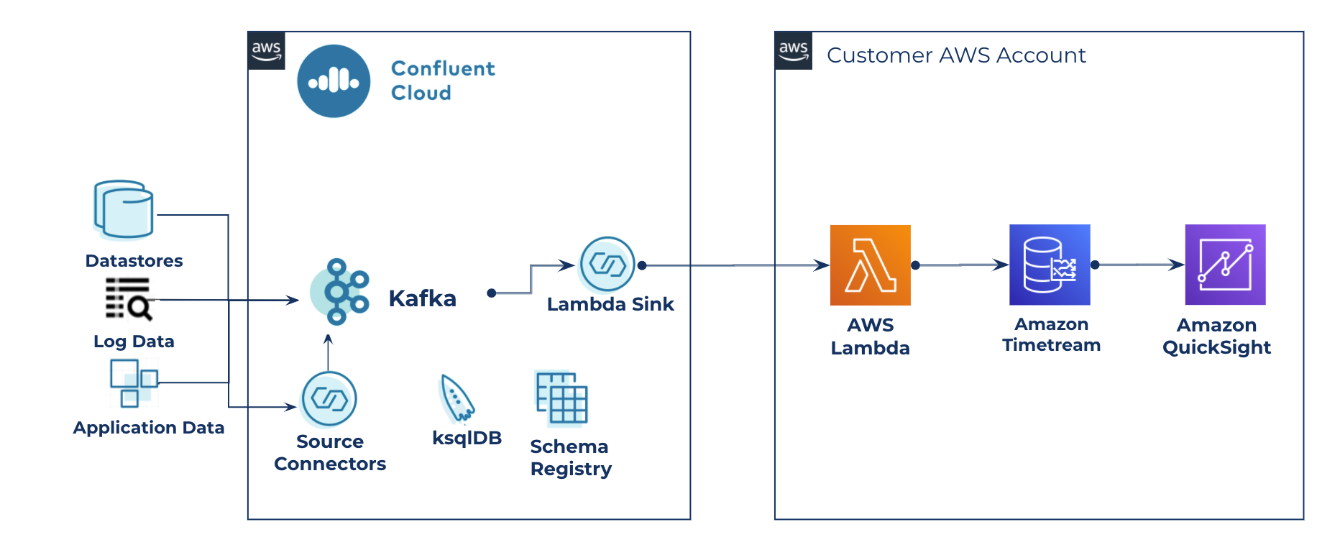 aws
Confluent
Cloud
aws
Customer AWS Account
Datastores
Log Data
Application Data
Kafka
Lambda Sink
Source
Connectors
ksqlDB
Schema
Registry
AWS
Lambda
Amazon
Timetream
Amazon
QuickSight